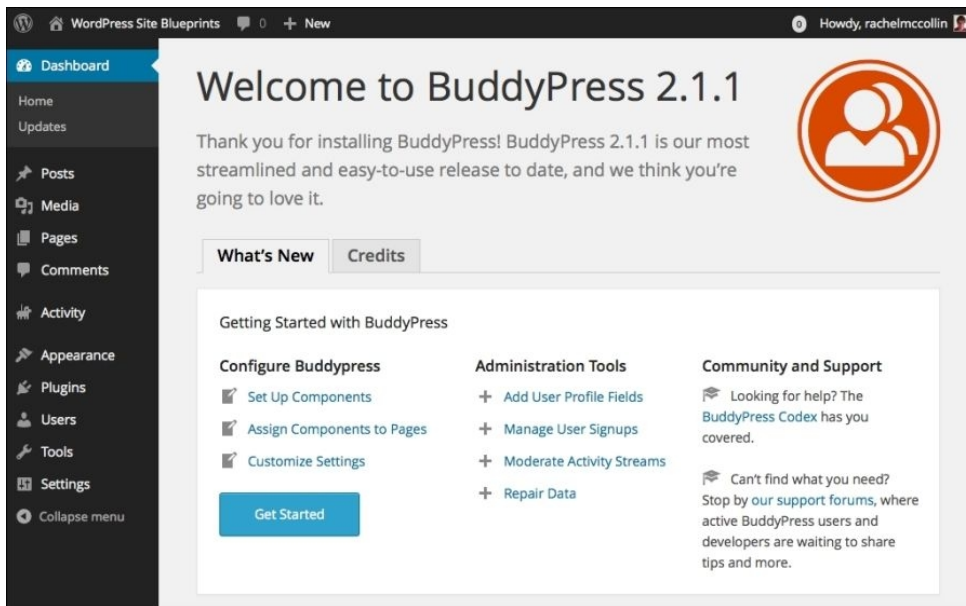 WordPress Site Blueprints 0 + New 0 Howdy, rachelmccollin
Dashboard
Home
Updates
Posts
Media
Pages
Comments
Activity
Appearance
Plugins
Users
Tools
Settings
Collapse menu
Welcome to BuddyPress 2.1.1
Thank you for installing BuddyPress! BuddyPress 2.1.1 is our most
streamlined and easy-to-use release to date, and we think you're
going to love it.
What's New Credits
Getting Started with BuddyPress
Configure Buddypress
Set Up Components
Assign Components to Pages
Customize Settings
Get Started
Administration Tools
+ Add User Profile Fields
+ Manage User Signups
+ Moderate Activity Streams
+ Repair Data
Community and Support
Looking for help? The
BuddyPress Codex has you
covered.
Can't find what you need?
Stop by our support forums, where
active BuddyPress users and
developers are waiting to share
tips and more.